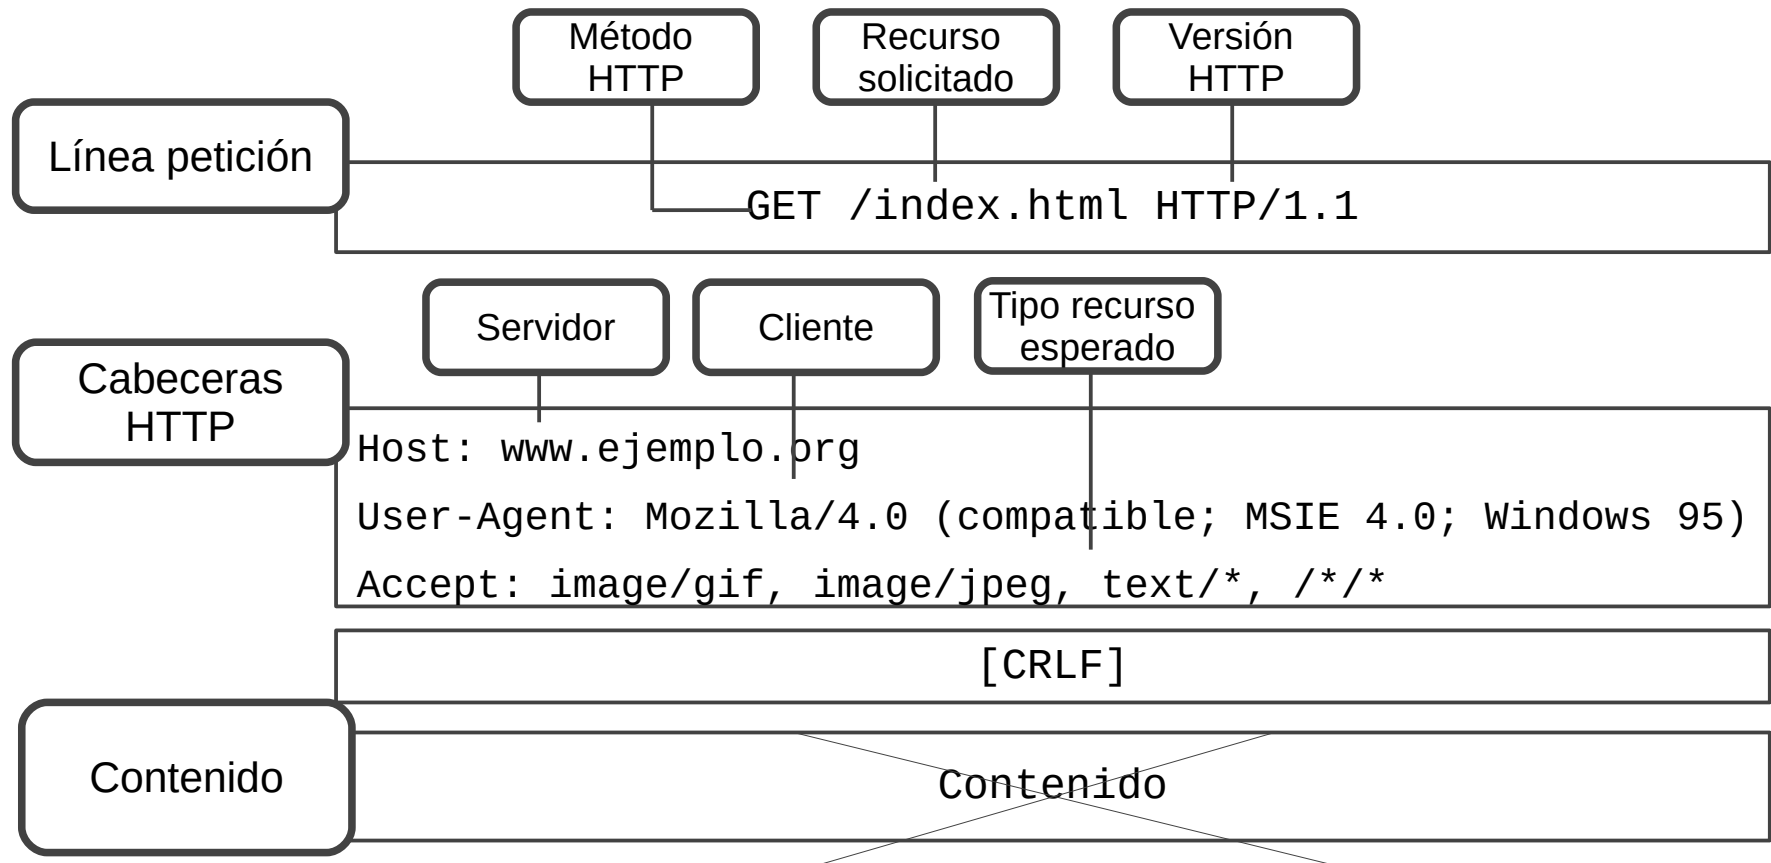 Método
HTTP
Recurso
solicitado
Versión
HTTP
Línea petición
GET /index.html HTTP/1.1
Servidor
Cliente
Tipo recurso
esperado
Cabeceras
HTTP
Host: www.ejemplo.org
User-Agent: Mozilla/4.0 (compatible; MSIE 4.0; Windows 95)
Accept: image/gif, image/jpeg, text/*, /*/*
[CRLF]
Contenido
Contenido